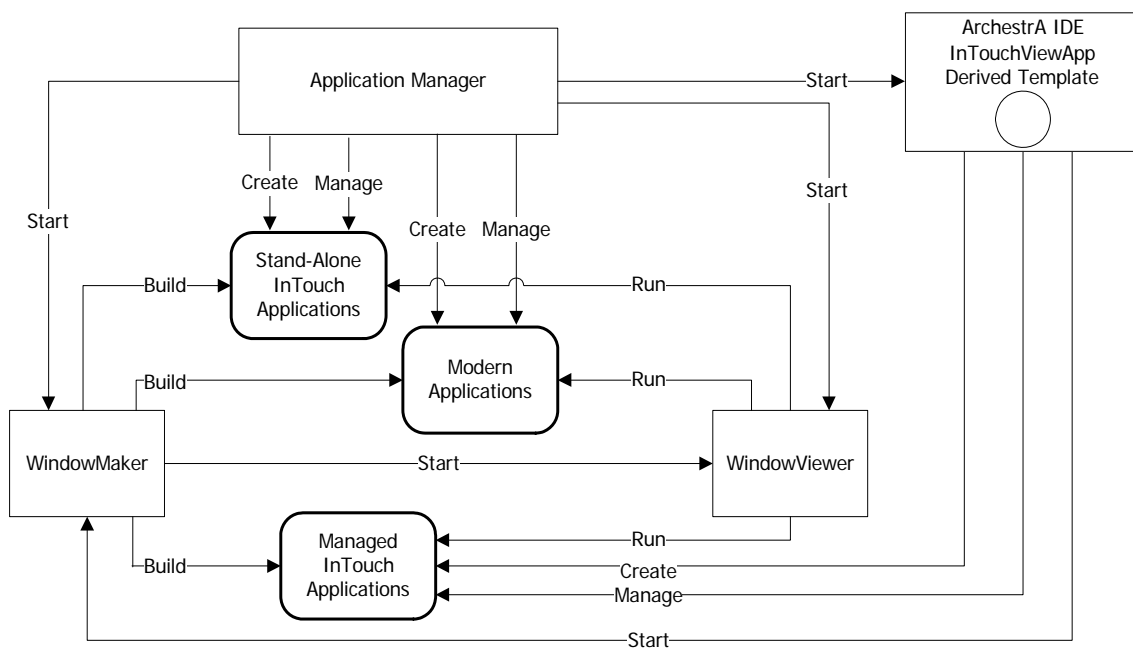 ArchestrA IDE
InTouchViewApp
Derived Template
Application Manager
Start
Create
Manage
Start
Start
Create
Manage
Stand-Alone
InTouch
Applications
Build
Run
Modern
Applications
Build
Run
WindowMaker
Start
WindowViewer
Managed
InTouch
Applications
Run
Build
Create
Manage
Start